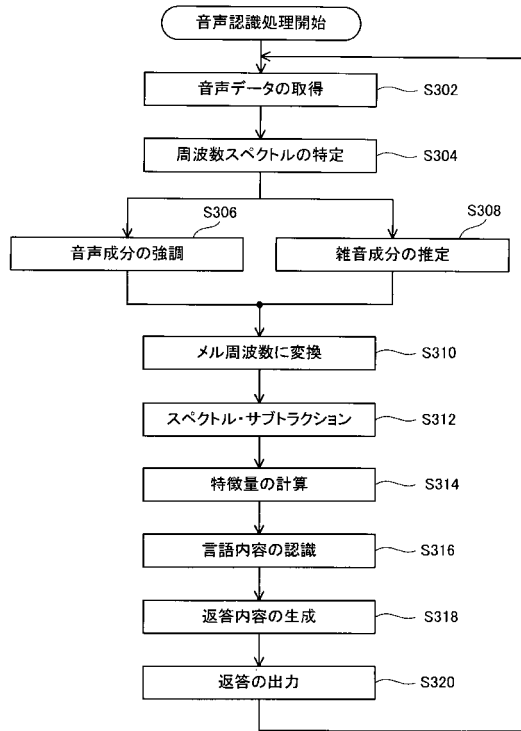 音声認識処理開始
音声データの取得
S302
周波数スペクトルの特定
S304
S306
音声成分の強調
S308
雑音成分の推定
メル周波数に変換
S310
スペクトル・サブトラクション
S312
特徴量の計算
S314
言語内容の認識
S316
返答内容の生成
S318
返答の出力
S320